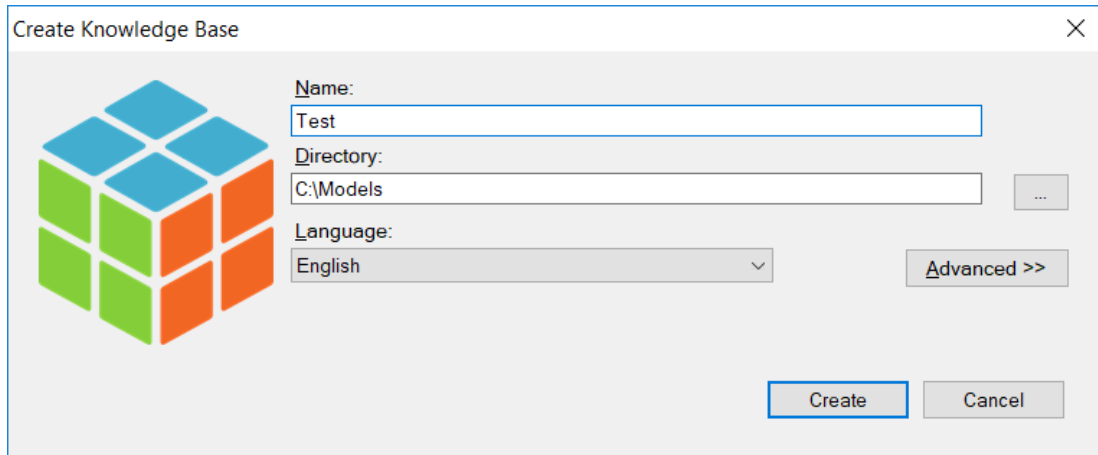 Create Knowledge Base
Name:
Test
Directory:
C:\Models
...
Language:
English
Advanced >>
Create
Cancel